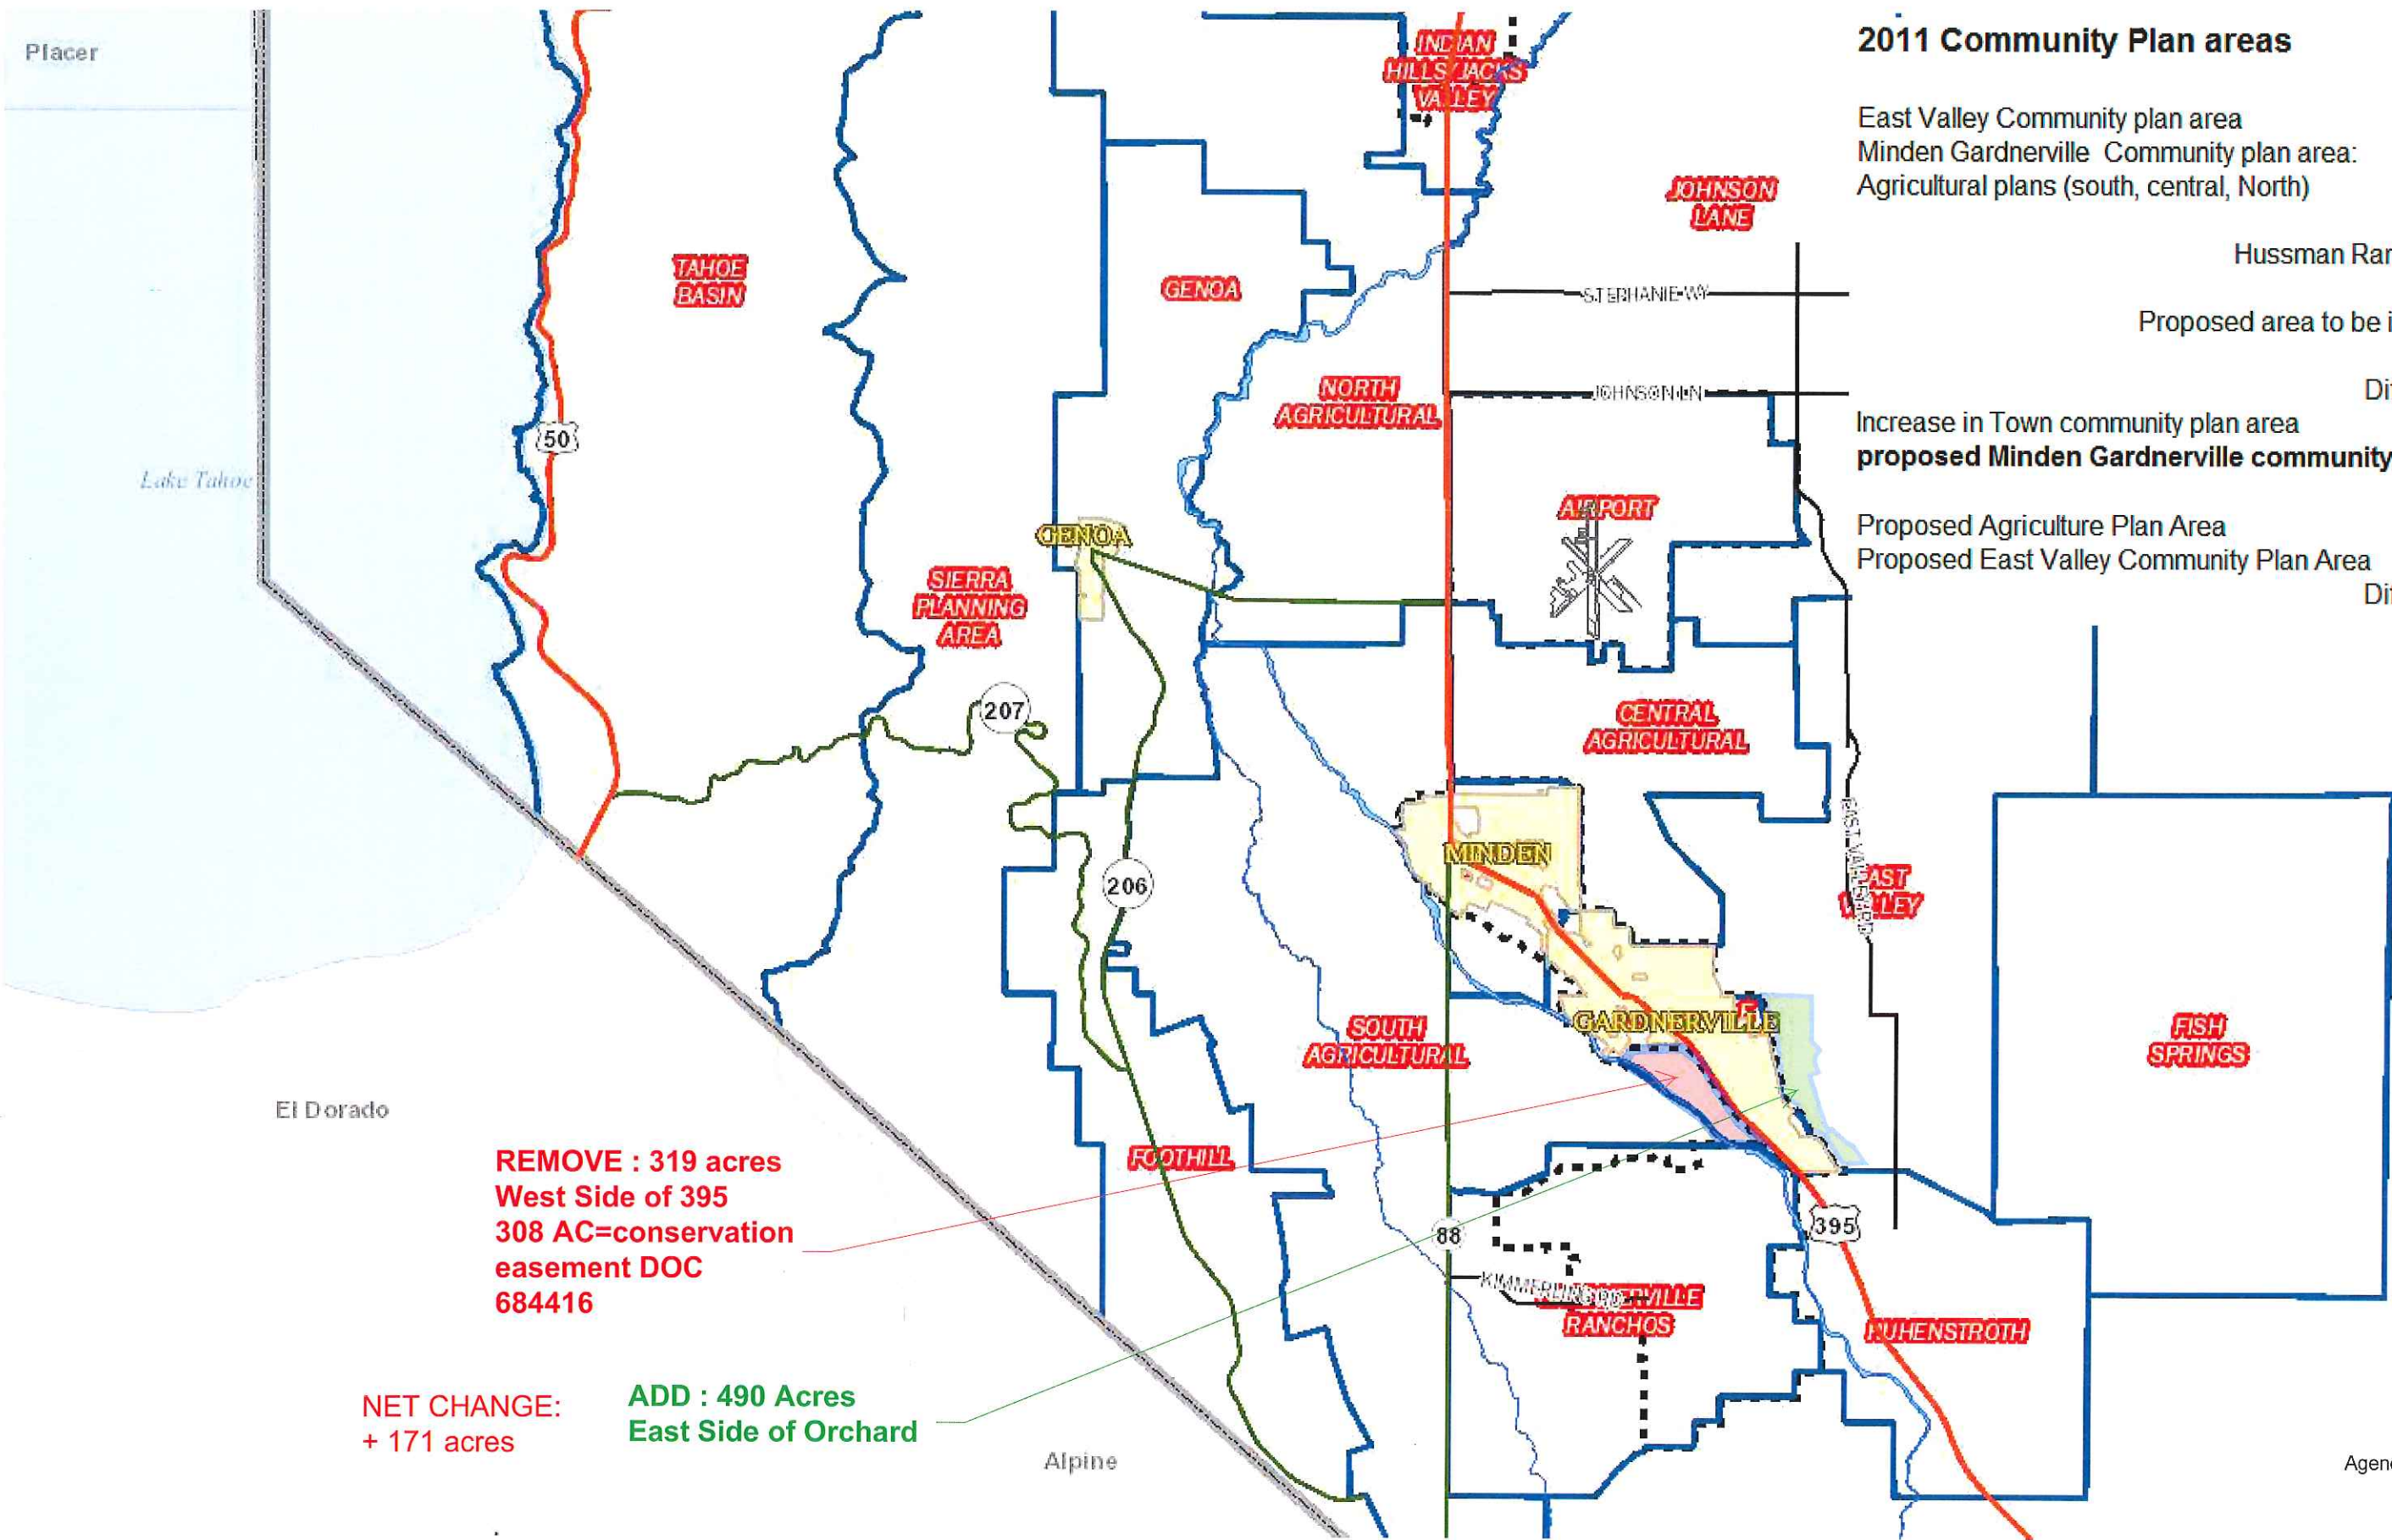 2011 Community Plan areas
East Valley Community plan area
Minden Gardnerville Community plan area:
Agricultural plans (south, central, North)
Hussman
Proposed area to be
Increase in Town community plan area
proposed Minden Gardnerville community
Proposed Agriculture Plan Area
Proposed East Valley Community Plan Area
Placer
INDIAN
HILLS/JACKS
VALLEY
JOHNSON
LANE
TAHOE
BASIN
GENOA
STEPHANIE WY
NORTH
AGRICULTURAL
JOHNSON LN
50
Lake Tahoe
AIRPORT
GENOA
SIERRA
PLANNING
AREA
207
CENTRAL
AGRICULTURAL
MINDEN
206
EAST VALLEY RD
EAST
VALLEY
GARDNERVILLE
SOUTH
AGRICULTURAL
FISH
SPRINGS
El Dorado
FOOTHILL
REMOVE : 319 acres
West Side of 395
308 AC=conservation
easement DOC
684416
395
88
KIMMERLING RD
RANCHOS
RUHENSTROTH
NET CHANGE:
+ 171 acres
ADD : 490 Acres
East Side of Orchard
Alpine